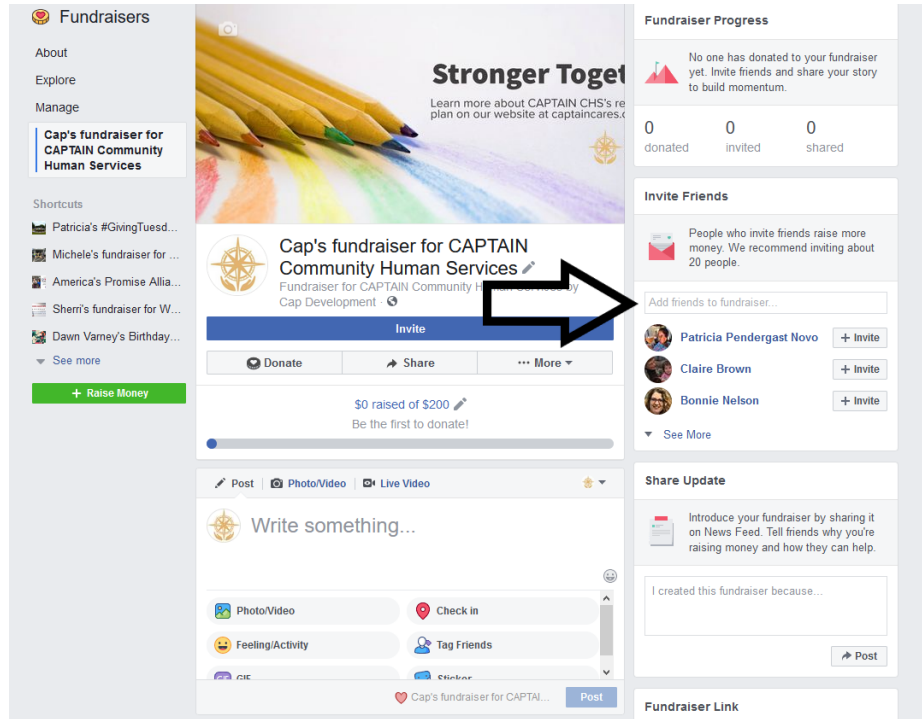 Fundraisers
About
Explore
Manage
Cap's fundraiser for
CAPTAIN Community
Human Services
Shortcuts
Patricia's #GivingTuesd...
Michele's fundraiser for ...
America's Promise Allia...
Sherri's fundraiser for W...
Dawn Varney's Birthday...
See more
+ Raise Money
Stronger Toget
Learn more about CAPTAIN CHS's re
plan on our website at captaincares.o
Cap's fundraiser for CAPTAIN
Community Human Services
Fundraiser for CAPTAIN Community Human Services by
Cap Development ·
Invite
Donate
Share
··· More
$0 raised of $200
Be the first to donate!
Post
Photo/Video
Live Video
Write something...
Photo/Video
Check in
Feeling/Activity
Tag Friends
GIF
Sticker
Cap's fundraiser for CAPTAI...
Post
Fundraiser Progress
No one has donated to your fundraiser
yet. Invite friends and share your story
to build momentum.
0 0 0
donated invited shared
Invite Friends
People who invite friends raise more
money. We recommend inviting about
20 people.
Add friends to fundraiser...
Patricia Pendergast Novo
+ Invite
Claire Brown
+ Invite
Bonnie Nelson
+ Invite
See More
Share Update
Introduce your fundraiser by sharing it
on News Feed. Tell friends why you're
raising money and how they can help.
I created this fundraiser because...
Post
Fundraiser Link